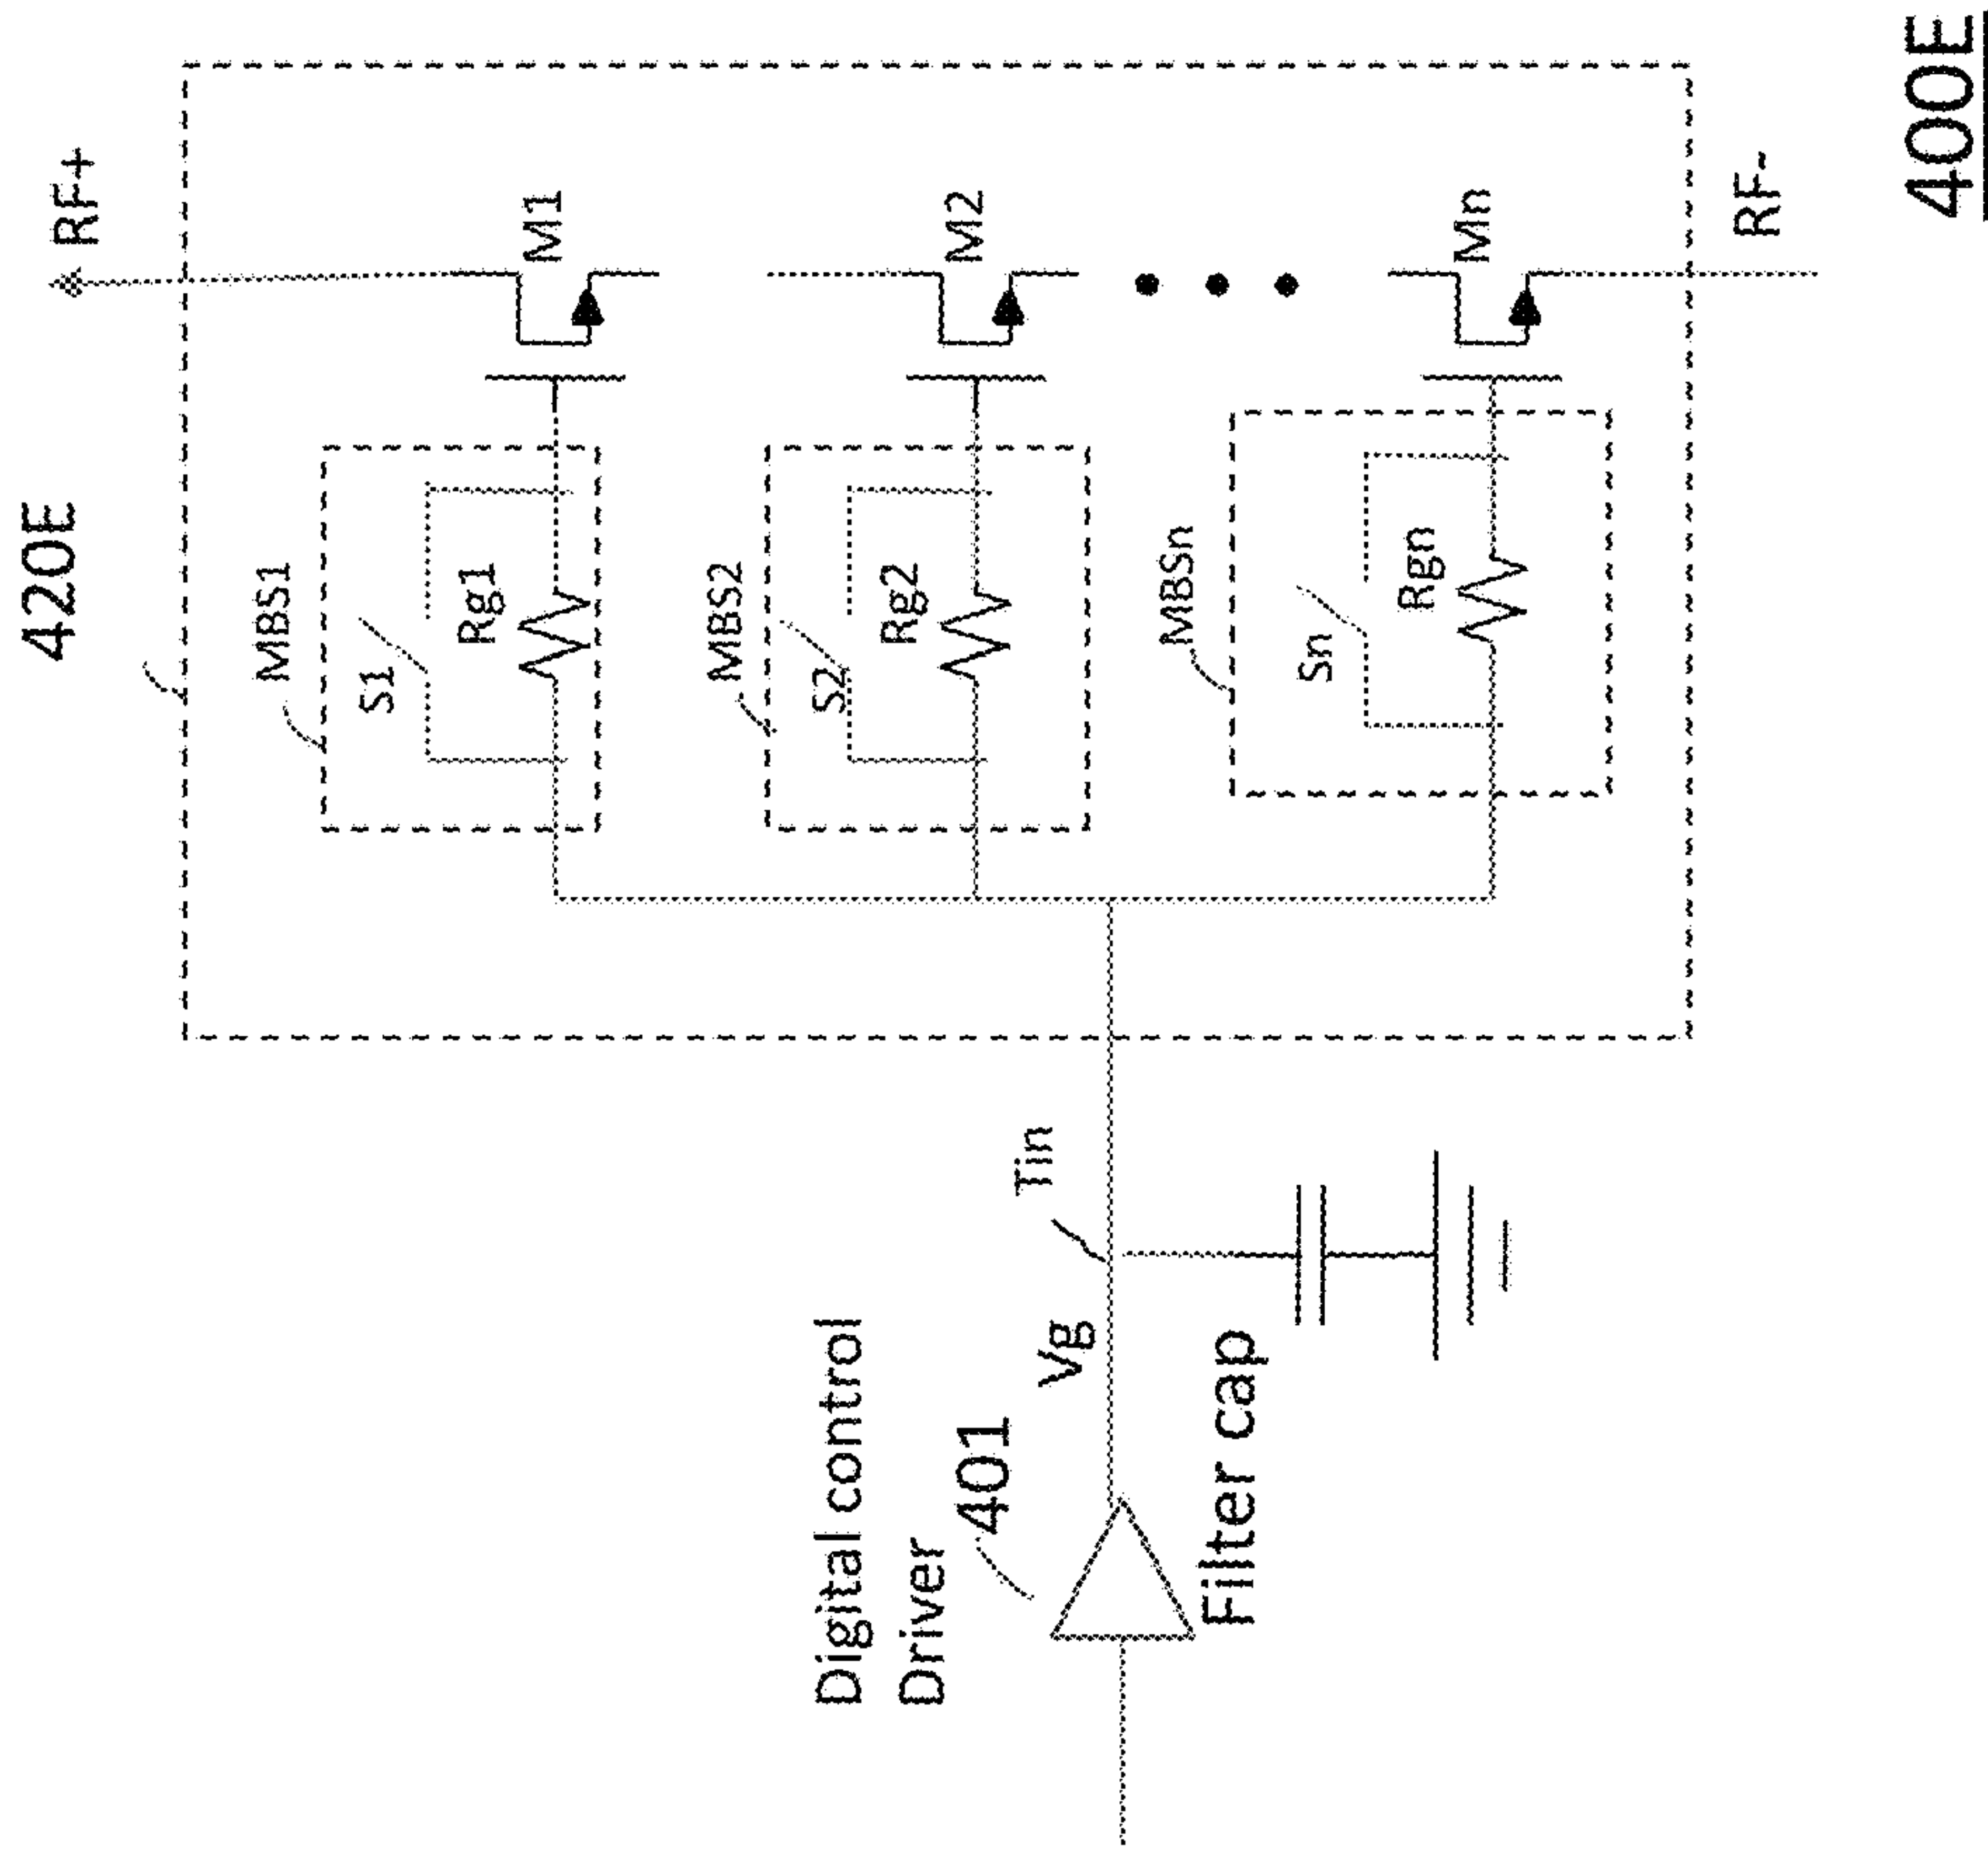 420E
RF+
MBS1
S1
Rg1
M1
MBS2
S2
Rg2
M2
MBSn
Sn
Rgn
Mn
RF-
Digital control
Driver
401
Vg
Tin
Filter cap
400E